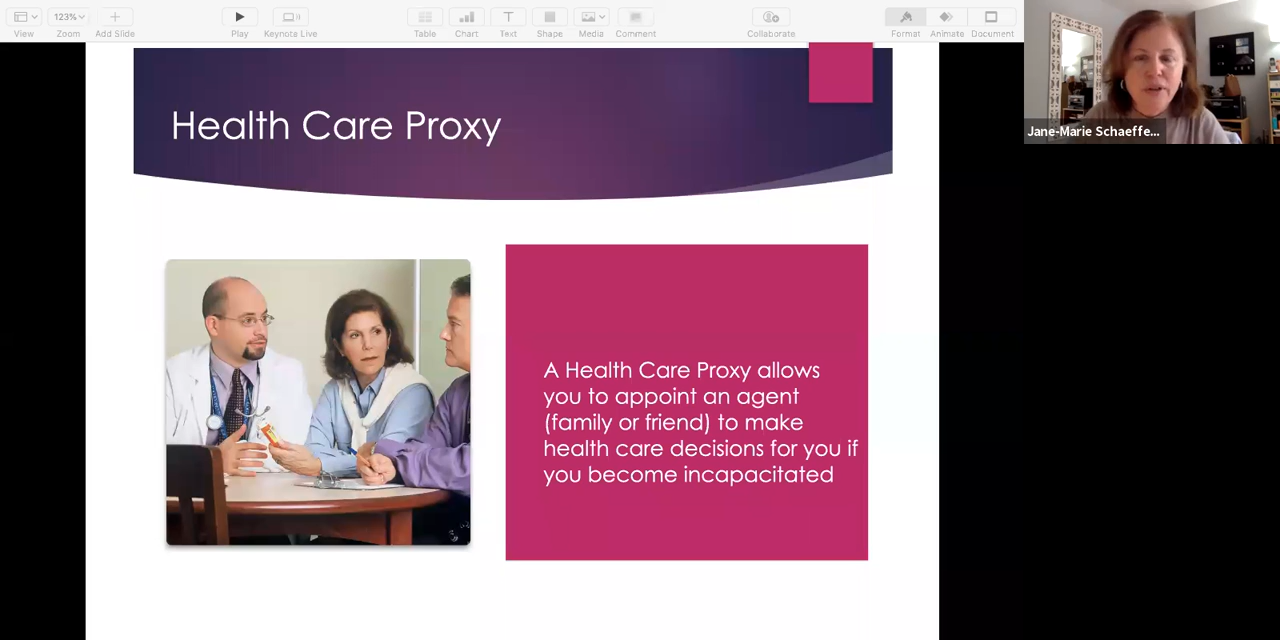 123%
View
Zoom
Add Slide
Play
Keynote Live
Table
Chart
Text
Shape
Media
Comment
Collaborate
Format
Animate
Document
Jane-Marie Schaeffe...
Health Care Proxy
A Health Care Proxy allows
you to appoint an agent
(family or friend) to make
health care decisions for you if
you become incapacitated